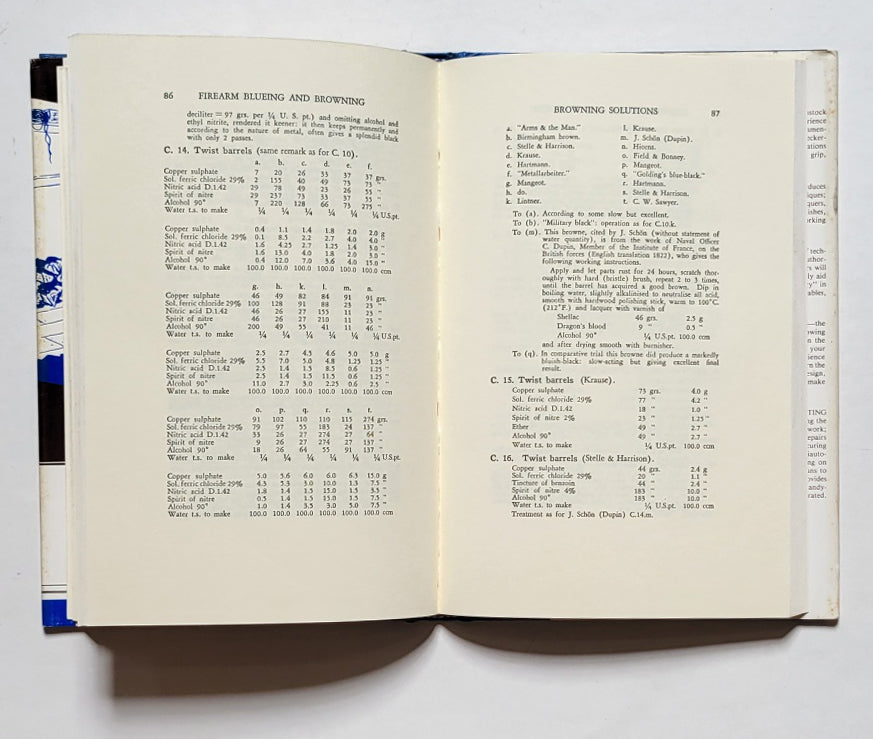 86 FIREARM BLUEING AND BROWNING
deciliter = 97 grs. per ¼ U. S. pt.) and omitting alcohol and
ethyl nitrite, rendered it keener: it then keeps permanently and
according to the nature of metal, often gives a splendid black
with only 2 passes.
C. 14. Twist barrels (same remark as for C. 10).
a. b. c. d. e. f.
Copper sulphate 7 20 26 33 37 37 grs.
Sol. ferric chloride 29% 2 155 40 49 73 73 "
Nitric acid D.1.42 29 78 49 23 26 55 "
Spirit of nitre 29 237 73 33 37 55 "
Alcohol 90° 7 220 128 66 73 275 "
Water t.s. to make ¼ ¼ ¼ ¼ ¼ ¼ U.S.pt.
Copper sulphate 0.4 1.1 1.4 1.8 2.0 2.0 g
Sol. ferric chloride 29% 0.1 8.5 2.2 2.7 4.0 4.0 "
Nitric acid D.1.42 1.6 4.25 2.7 1.25 1.4 3.0 "
Spirit of nitre 1.6 13.0 4.0 1.8 2.0 3.0 "
Alcohol 90° 0.4 12.0 7.0 3.6 4.0 15.0 "
Water t.s. to make 100.0 100.0 100.0 100.0 100.0 100.0 ccm
g. h. k. l. m. n.
Copper sulphate 46 49 82 84 91 91 grs.
Sol. ferric chloride 29% 100 128 91 88 23 23 "
Nitric acid D.1.42 46 26 27 155 11 23 "
Spirit of nitre 46 26 27 210 11 23 "
Alcohol 90° 200 49 55 41 11 46 "
Water t.s. to make ¼ ¼ ¼ ¼ ¼ ¼ U.S.pt.
Copper sulphate 2.5 2.7 4.5 4.6 5.0 5.0 g
Sol. ferric chloride 29% 5.5 7.0 5.0 4.8 1.25 1.25 "
Nitric acid D.1.42 2.5 1.4 1.5 8.5 0.6 1.25 "
Spirit of nitre 2.5 1.4 1.5 11.5 0.6 1.25 "
Alcohol 90° 11.0 2.7 3.0 2.25 0.6 2.5 "
Water t.s. to make 100.0 100.0 100.0 100.0 100.0 100.0 ccm
o. p. q. r. s. t.
Copper sulphate 91 102 110 110 115 274 grs.
Sol. ferric chloride 29% 79 97 55 183 24 137 "
Nitric acid D.1.42 33 26 27 274 27 64 "
Spirit of nitre 9 26 27 274 27 137 "
Alcohol 90° 18 26 64 55 91 137 "
Water t.s. to make ¼ ¼ ¼ ¼ ¼ ¼ U.S.pt.
Copper sulphate 5.0 5.6 6.0 6.0 6.3 15.0 g
Sol. ferric chloride 29% 4.3 5.3 3.0 10.0 1.3 7.5 "
Nitric acid D.1.42 1.8 1.4 1.5 15.0 1.5 3.5 "
Spirit of nitre 0.5 1.4 1.5 15.0 1.5 7.5 "
Alcohol 90° 1.0 1.4 3.5 3.0 5.0 7.5 "
Water t.s. to make 100.0 100.0 100.0 100.0 100.0 100.0 ccm
BROWNING SOLUTIONS 87
a. "Arms & the Man."
b. Birmingham brown.
c. Stelle & Harrison.
d. Krause.
e. Hartmann.
f. "Metallarbeiter."
g. Mangeot.
h. do.
k. Lintner.
l. Krause.
m. J. Schön (Dupin).
n. Hiorns.
o. Field & Bonney.
p. Mangeot.
q. "Golding's blue-black."
r. Hartmann.
s. Stelle & Harrison.
t. C. W. Sawyer.
To (a). According to some slow but excellent.
To (b). "Military black": operation as for C.10.k.
To (m). This browne, cited by J. Schön (without statement of
water quantity), is from the work of Naval Officer
C. Dupin, Member of the Institute of France, on the
British forces (English translation 1822), who gives the
following working instructions.
Apply and let parts rust for 24 hours, scratch thor-
oughly with hard (bristle) brush, repeat 2 to 3 times,
until the barrel has acquired a good brown. Dip in
boiling water, slightly alkalinised to neutralise all acid,
smooth with hardwood polishing stick, warm to 100°C.
(212°F.) and lacquer with varnish of
Shellac 46 grs. 2.5 g
Dragon's blood 9 " 0.5 "
Alcohol 90° ¼ U.S.pt. 100.0 ccm
and after drying smooth with burnisher.
To (q). In comparative trial this browne did produce a markedly
bluish-black: slow-acting but giving excellent final
result.
C. 15. Twist barrels (Krause).
Copper sulphate 73 grs. 4.0 g
Sol. ferric chloride 29% 77 " 4.2 "
Nitric acid D.1.42 18 " 1.0 "
Spirit of nitre 2% 23 " 1.25 "
Ether 49 " 2.7 "
Alcohol 90° 49 " 2.7 "
Water t.s. to make ¼ U.S.pt. 100.0 ccm
C. 16. Twist barrels (Stelle & Harrison).
Copper sulphate 44 grs. 2.4 g
Sol. ferric chloride 29% 20 " 1.1 "
Tincture of benzoin 44 " 2.4 "
Spirit of nitre 4% 183 10.0 "
Alcohol 90° 183 " 10.0 "
Water t.s. to make ¼ U.S.pt. 100.0 ccm
Treatment as for J. Schön (Dupin) C.14.m.